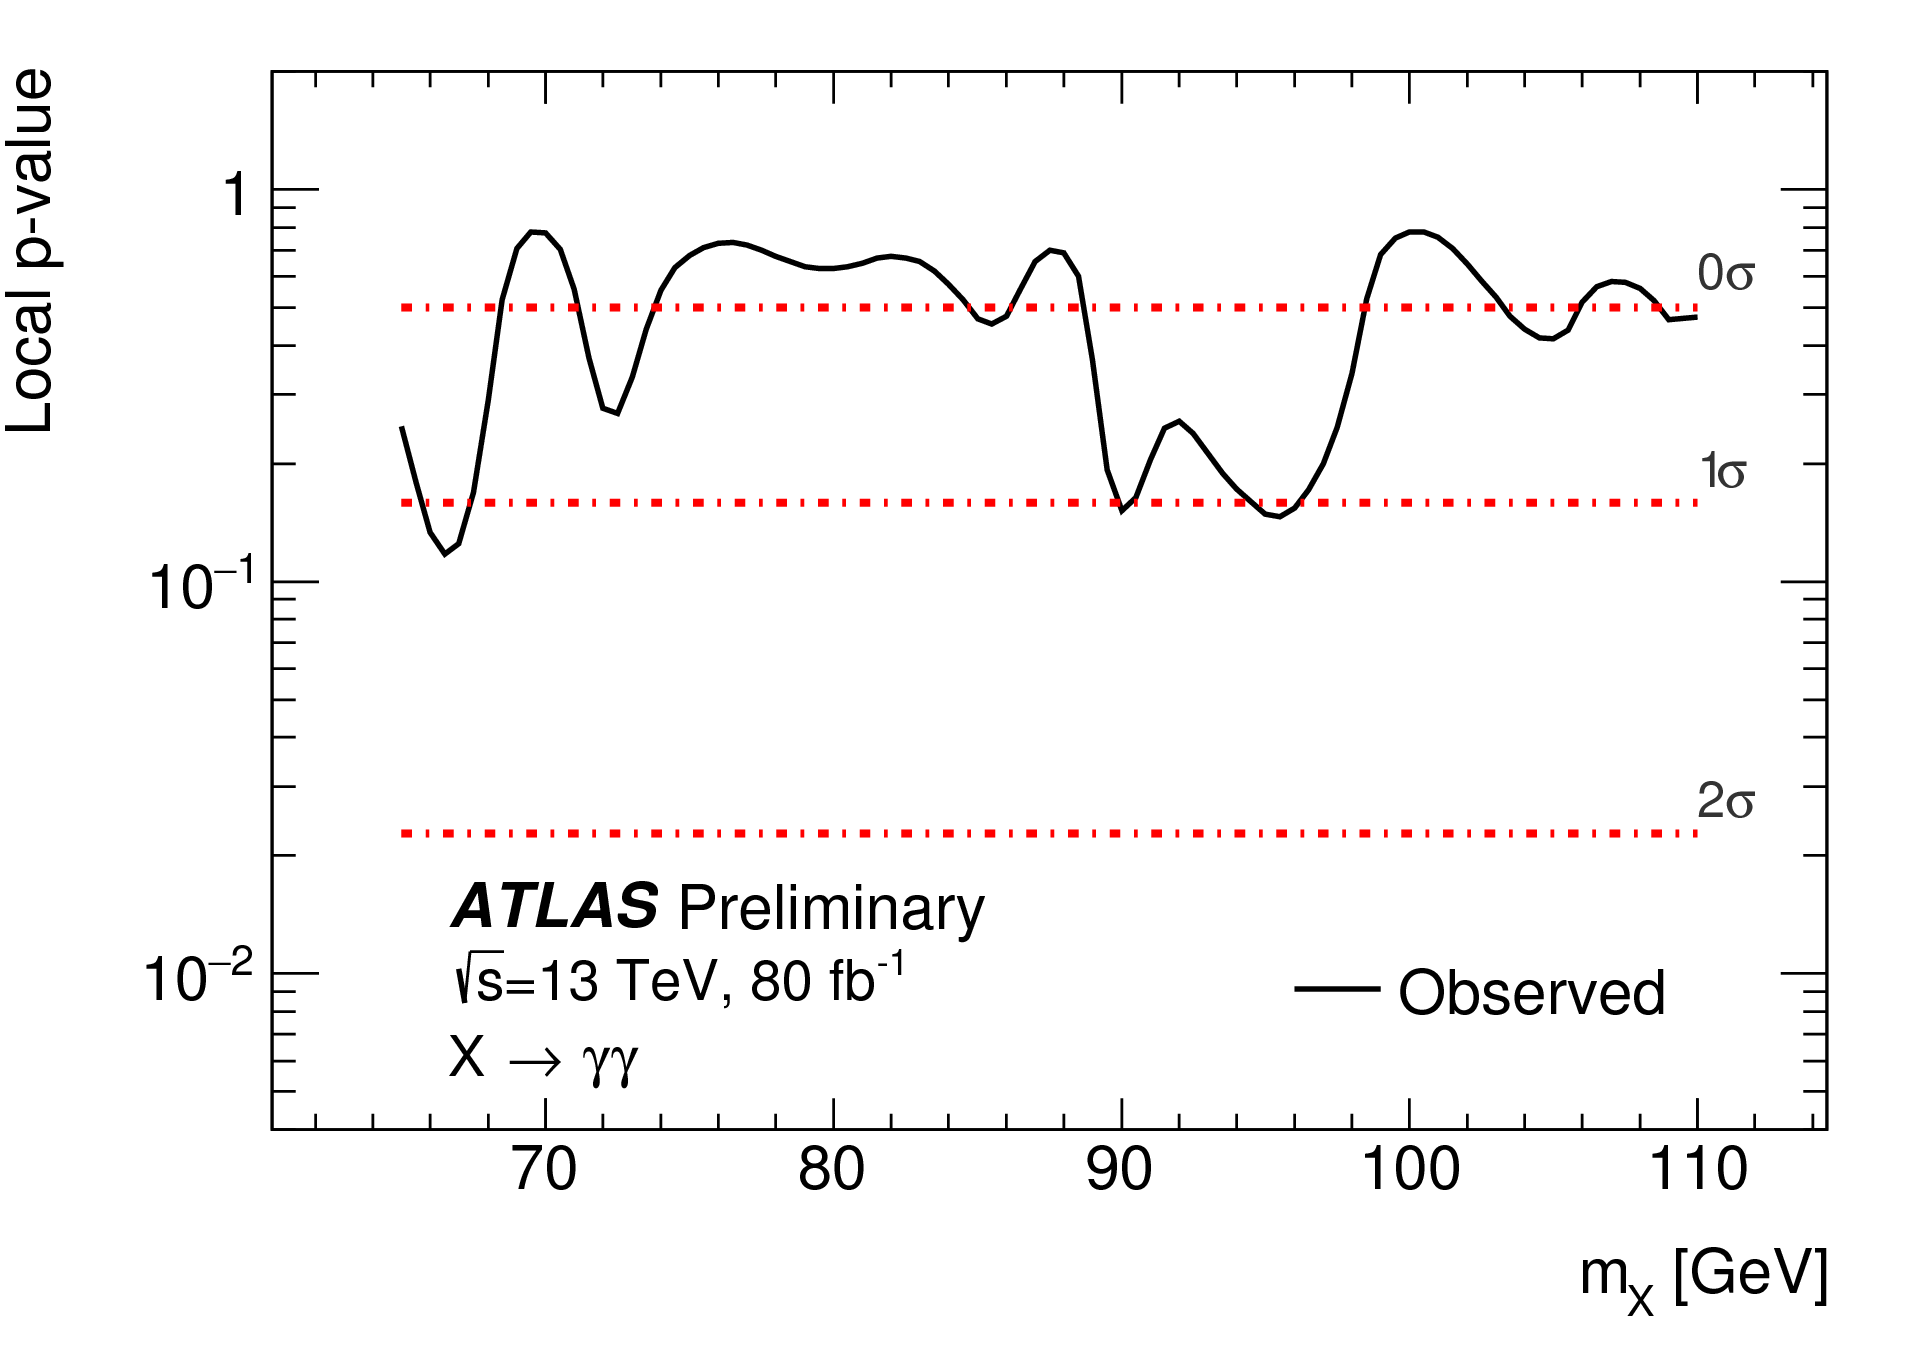 Local p-value
1
10⁻¹
10⁻²
0σ
1σ
2σ
ATLAS Preliminary
√s=13 TeV, 80 fb⁻¹
X → γγ
Observed
70 80 90 100 110
m_X [GeV]